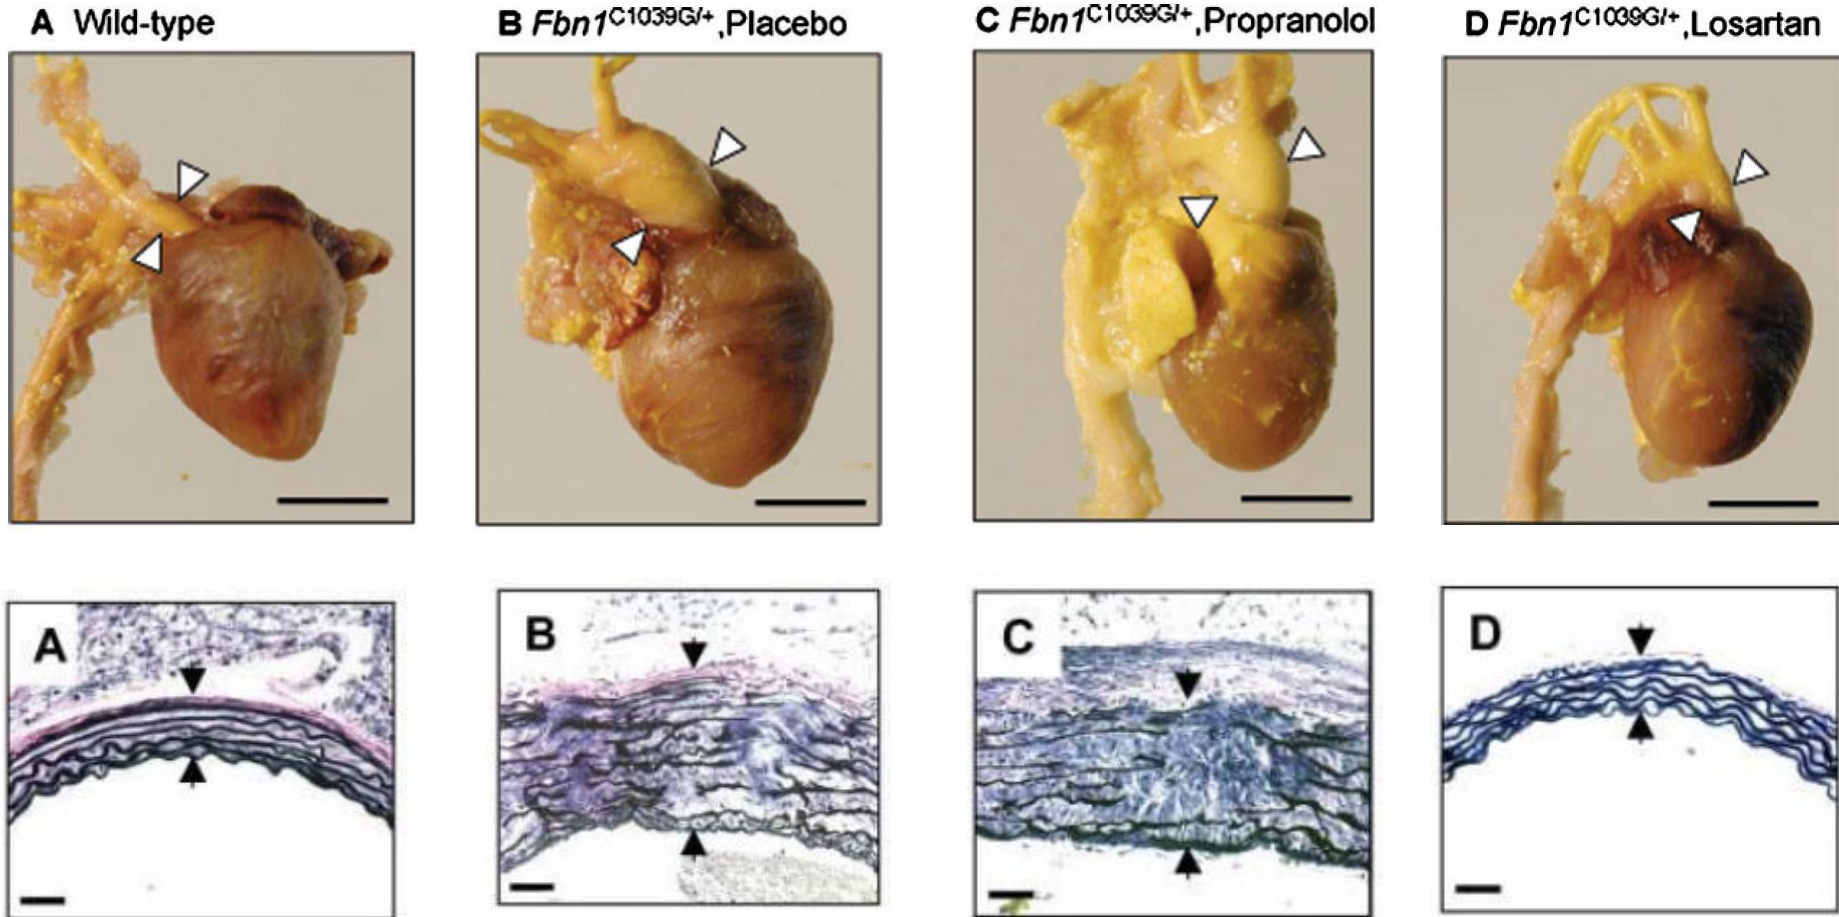 A Wild-type
B Fbn1C1039G/+,Placebo
C Fbn1C1039G/+,Propranolol
D Fbn1C1039G/+,Losartan
A
B
C
D